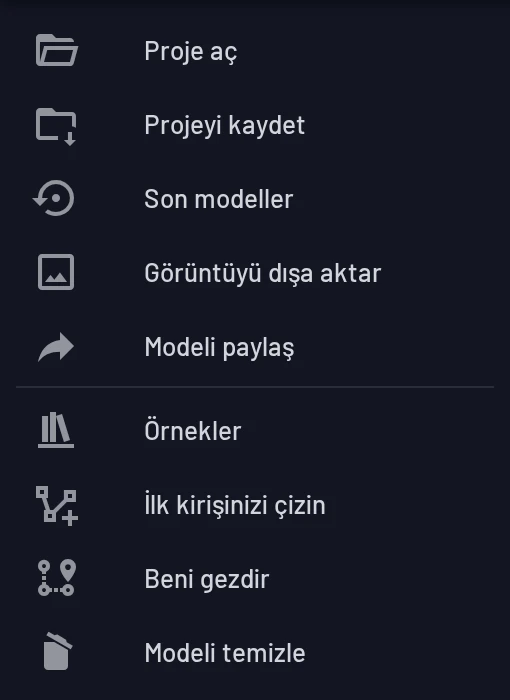 Proje aç
Projeyi kaydet
Son modeller
Görüntüyü dışa aktar
Modeli paylaş
Örnekler
İlk kirişinizi çizin
Beni gezdir
Modeli temizle